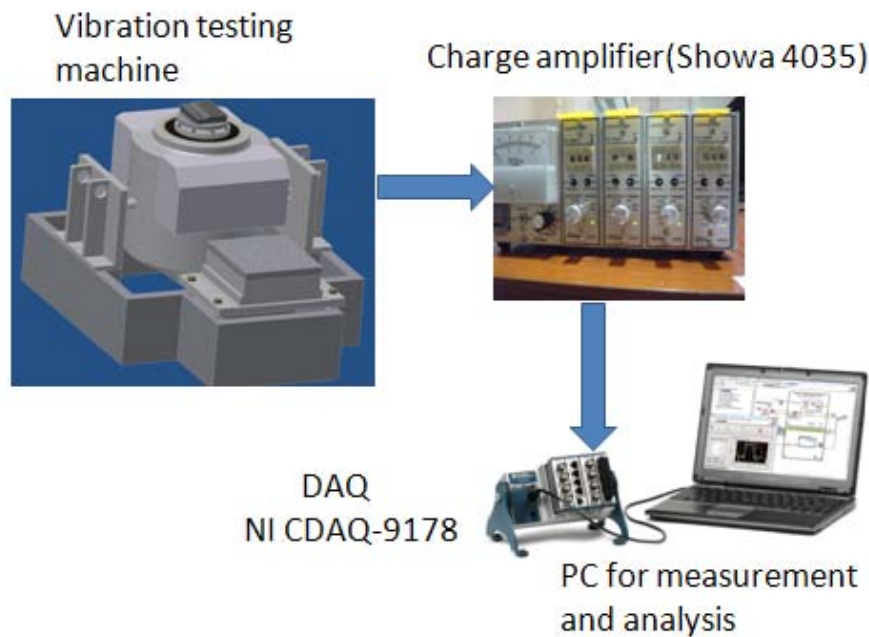 Vibration testing
machine
Charge amplifier(Showa 4035)
DAQ
NI CDAQ-9178
PC for measurement
and analysis